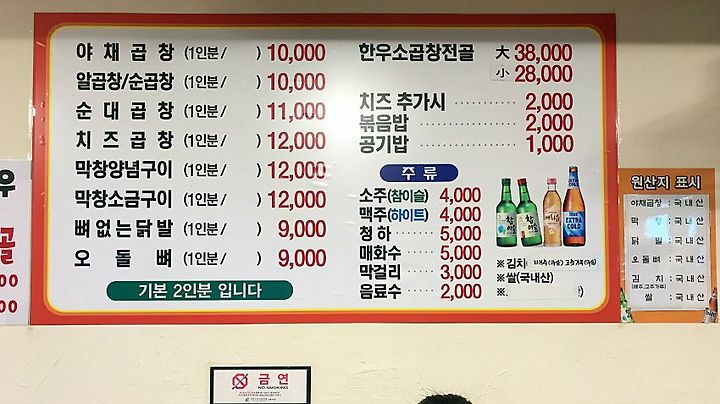 야채곱창 (1인분/ ) 10,000
알곱창/순곱창 (1인분/ ) 10,000
순대곱창 (1인분/ ) 11,000
치즈곱창 (1인분/ ) 12,000
막창양념구이 (1인분/ ) 12,000
막창소금구이 (1인분/ ) 12,000
뼈없는닭발 (1인분/ ) 9,000
오돌뼈 (1인분/ ) 9,000
기본 2인분 입니다
한우소곱창전골 大 38,000
小 28,000
치즈 추가시 2,000
볶음밥 2,000
공기밥 1,000
주류
소주(참이슬) 4,000
맥주(하이트) 4,000
청하 5,000
매화수 5,000
막걸리 3,000
음료수 2,000
※김치
※쌀(국내산)
※.
우
골
00
00
원산지 표시
야채곱창 : 국내산
막창 : 국내산
닭발 : 국내산
오돌뼈 : 국내산
김치 : 국내산
(배추,고추가루)
쌀 : 국내산
금연
NO SMOKING